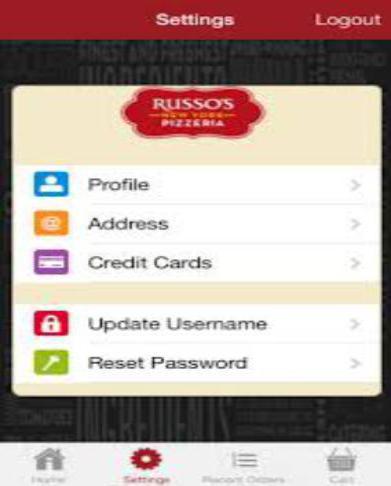 Settings Logout
RUSSO'S
NEW YORK
PIZZERIA
Profile
Address
Credit Cards
Update Username
Reset Password
INGREDIENTS
Home Settings Recent Orders Cart